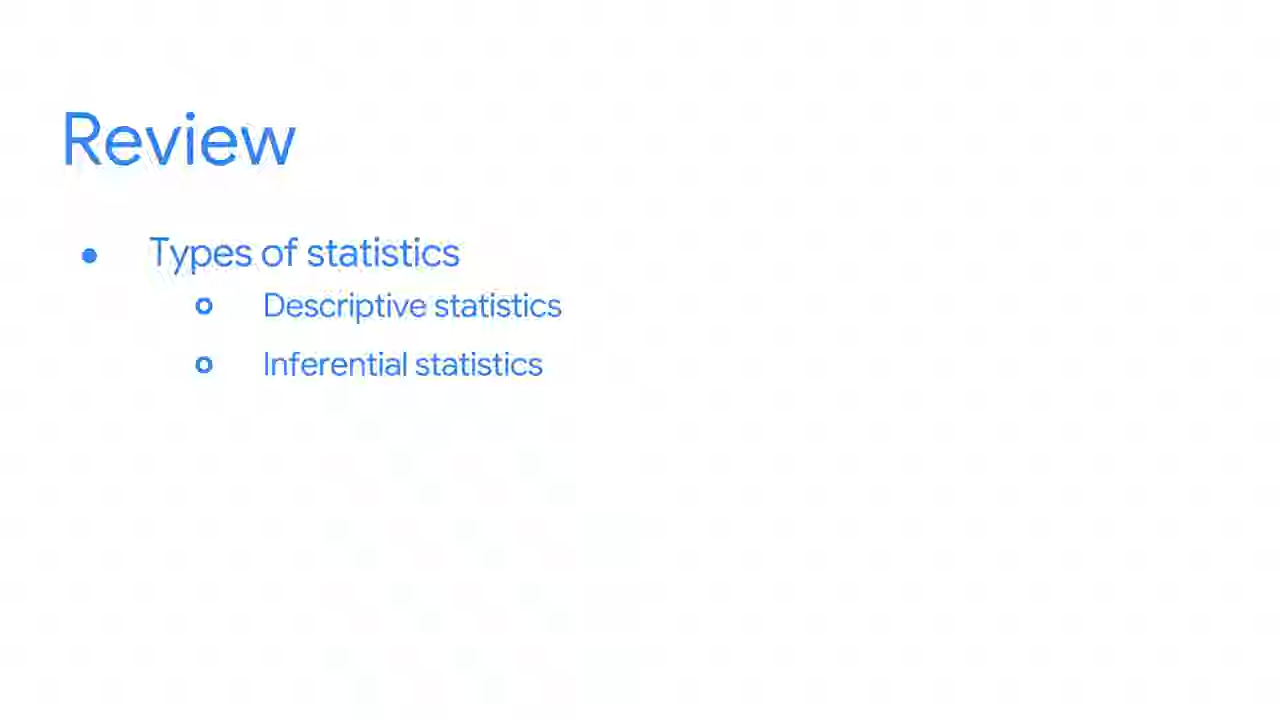 Review
● Types of statistics
○ Descriptive statistics
○ Inferential statistics